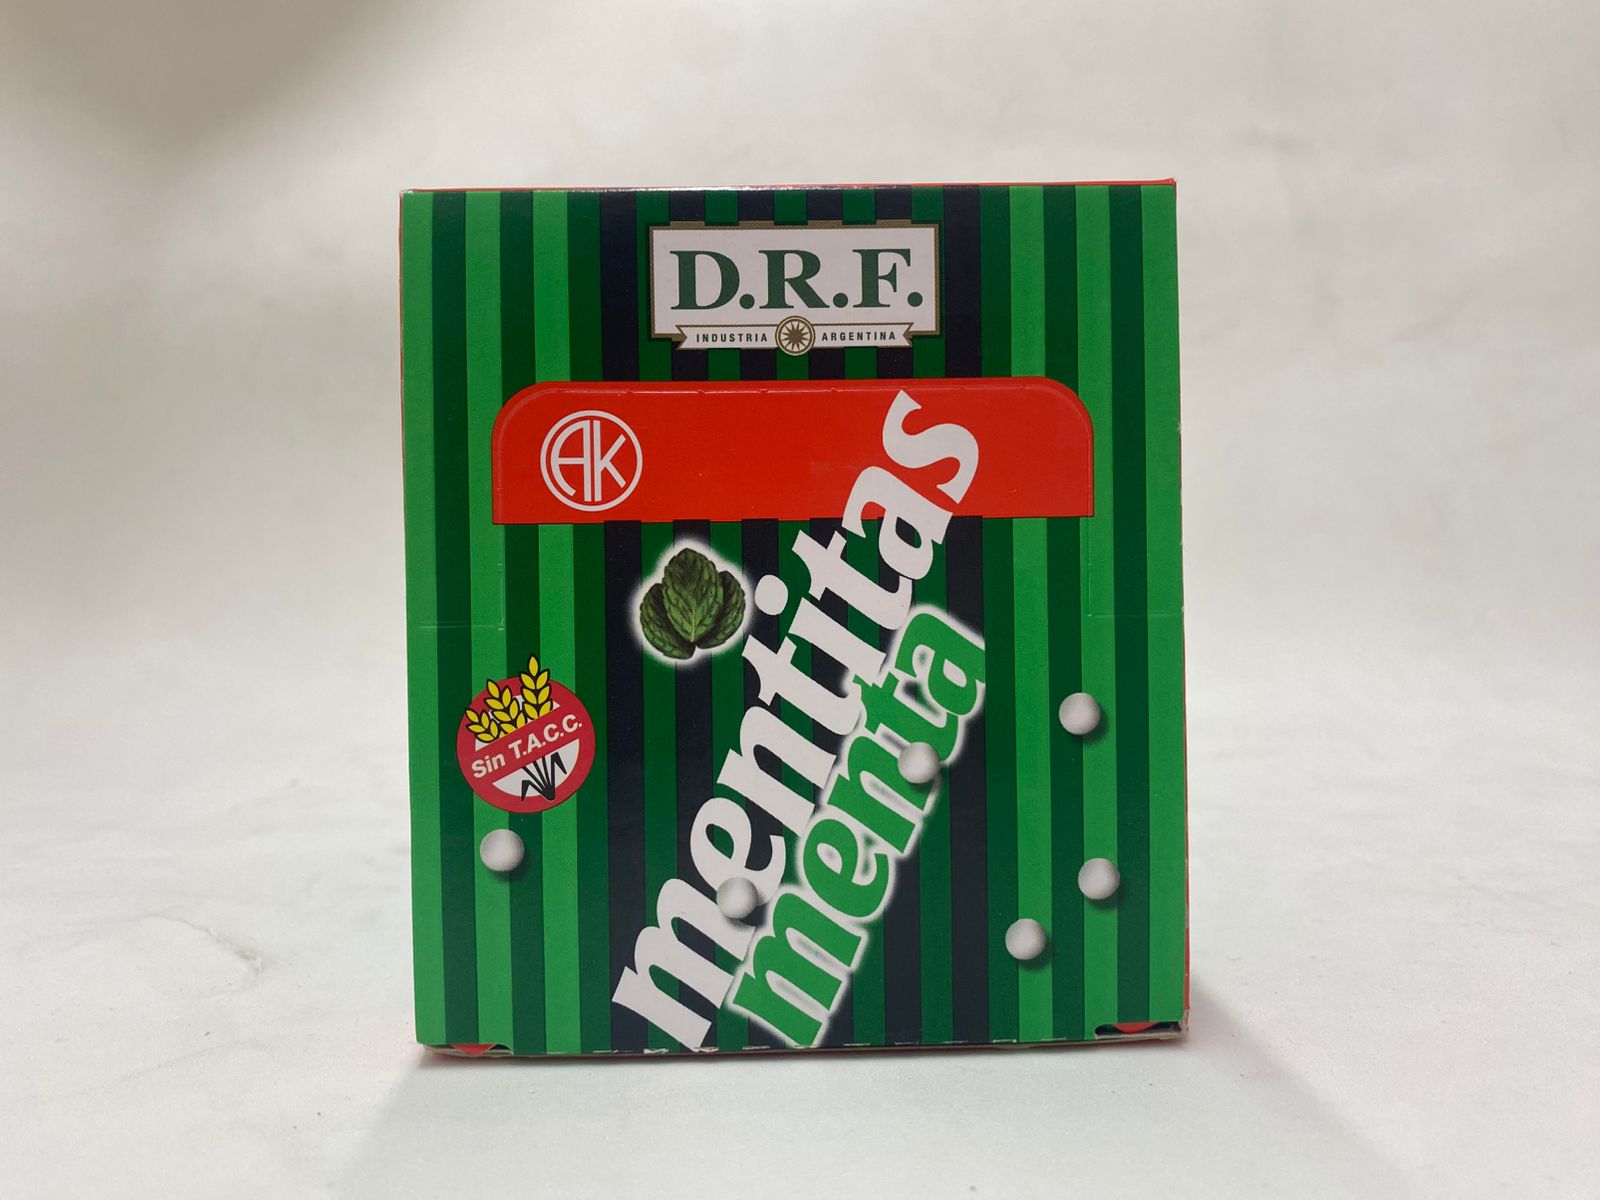 D.R.F.
INDUSTRIA ARGENTINA
AK
mentitas
menta
Sin T.A.C.C.